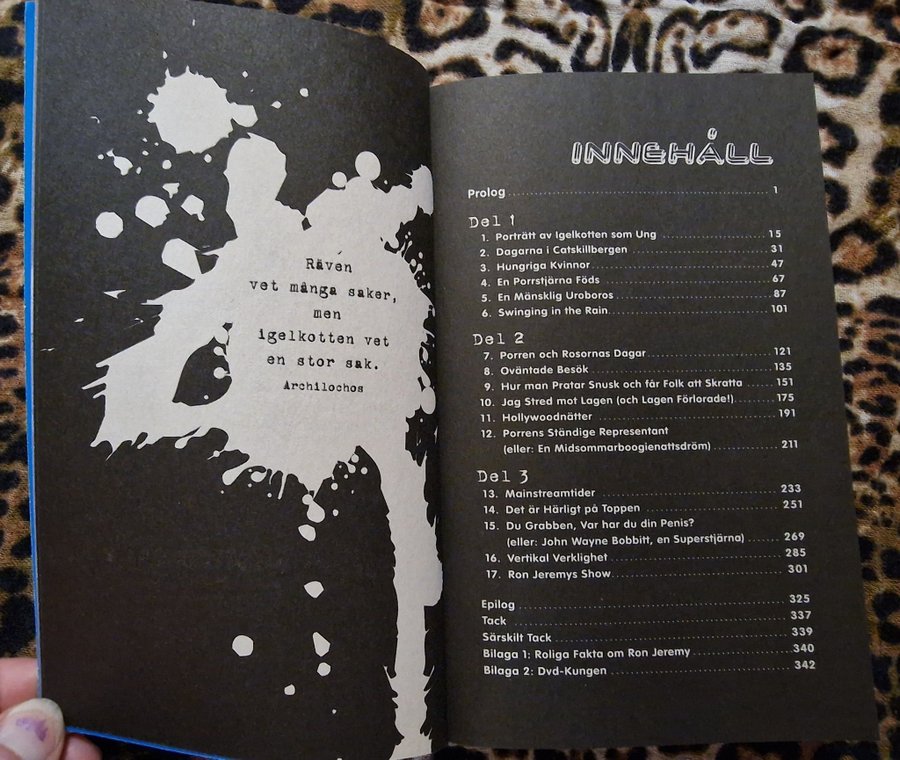 Räven
vet många saker,
men
igelkotten vet
en stor sak.
Archilochos
INNEHÅLL
Prolog 1
Del 1
1. Porträtt av Igelkotten som Ung 15
2. Dagarna i Catskillbergen 31
3. Hungriga Kvinnor 47
4. En Porrstjärna Föds 67
5. En Mänsklig Uroboros 87
6. Swinging in the Rain 101
Del 2
7. Porren och Rosornas Dagar 121
8. Oväntade Besök 135
9. Hur man Pratar Snusk och får Folk att Skratta 151
10. Jag Stred mot Lagen (och Lagen Förlorade!) 175
11. Hollywoodnätter 191
12. Porrens Ständige Representant
(eller: En Midsommarboogienattsdröm) 211
Del 3
13. Mainstreamtider 233
14. Det är Härligt på Toppen 251
15. Du Grabben, Var har du din Penis?
(eller: John Wayne Bobbitt, en Superstjärna) 269
16. Vertikal Verklighet 285
17. Ron Jeremys Show 301
Epilog 325
Tack 337
Särskilt Tack 339
Bilaga 1: Roliga Fakta om Ron Jeremy 340
Bilaga 2: Dvd-Kungen 342